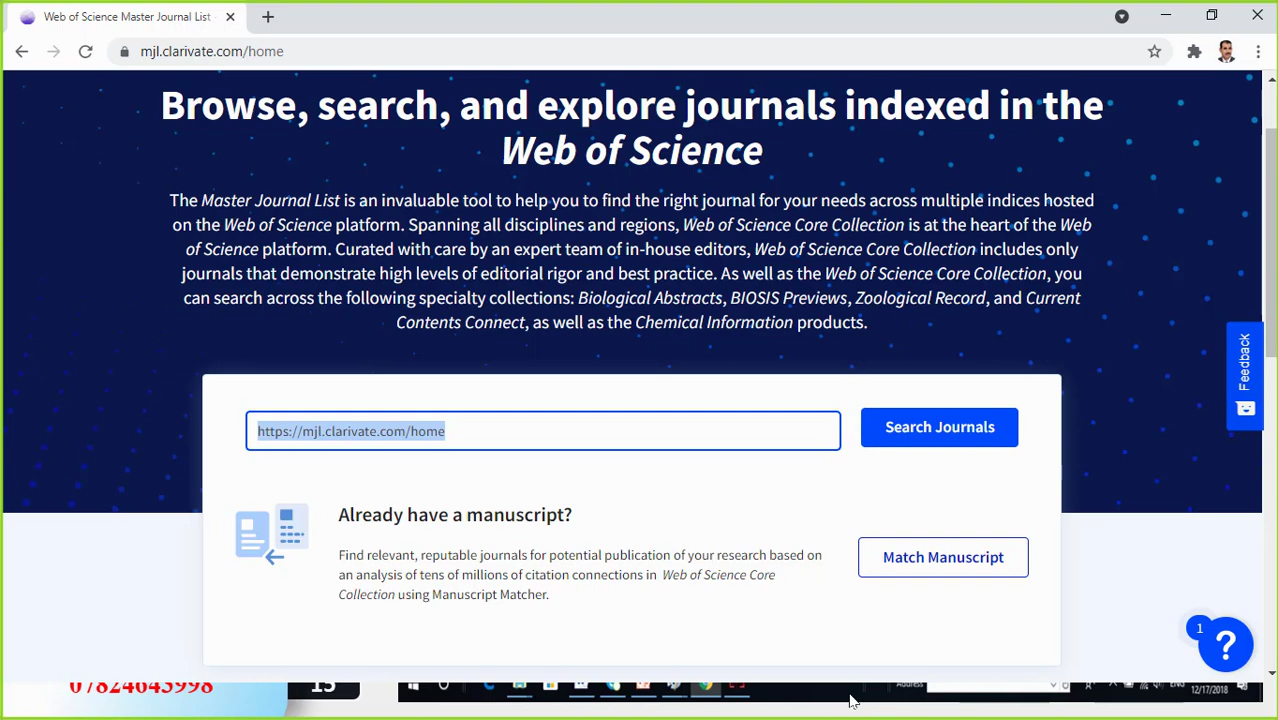 Web of Science Master Journal List
mjl.clarivate.com/home
Browse, search, and explore journals indexed in the
Web of Science
The Master Journal List is an invaluable tool to help you to find the right journal for your needs across multiple indices hosted
on the Web of Science platform. Spanning all disciplines and regions, Web of Science Core Collection is at the heart of the Web
of Science platform. Curated with care by an expert team of in-house editors, Web of Science Core Collection includes only
journals that demonstrate high levels of editorial rigor and best practice. As well as the Web of Science Core Collection, you
can search across the following specialty collections: Biological Abstracts, BIOSIS Previews, Zoological Record, and Current
Contents Connect, as well as the Chemical Information products.
Feedback
https://mjl.clarivate.com/home
Search Journals
Already have a manuscript?
Find relevant, reputable journals for potential publication of your research based on
an analysis of tens of millions of citation connections in Web of Science Core
Collection using Manuscript Matcher.
Match Manuscript
1
?
07824643998
15
Address
ENG
12/17/2018